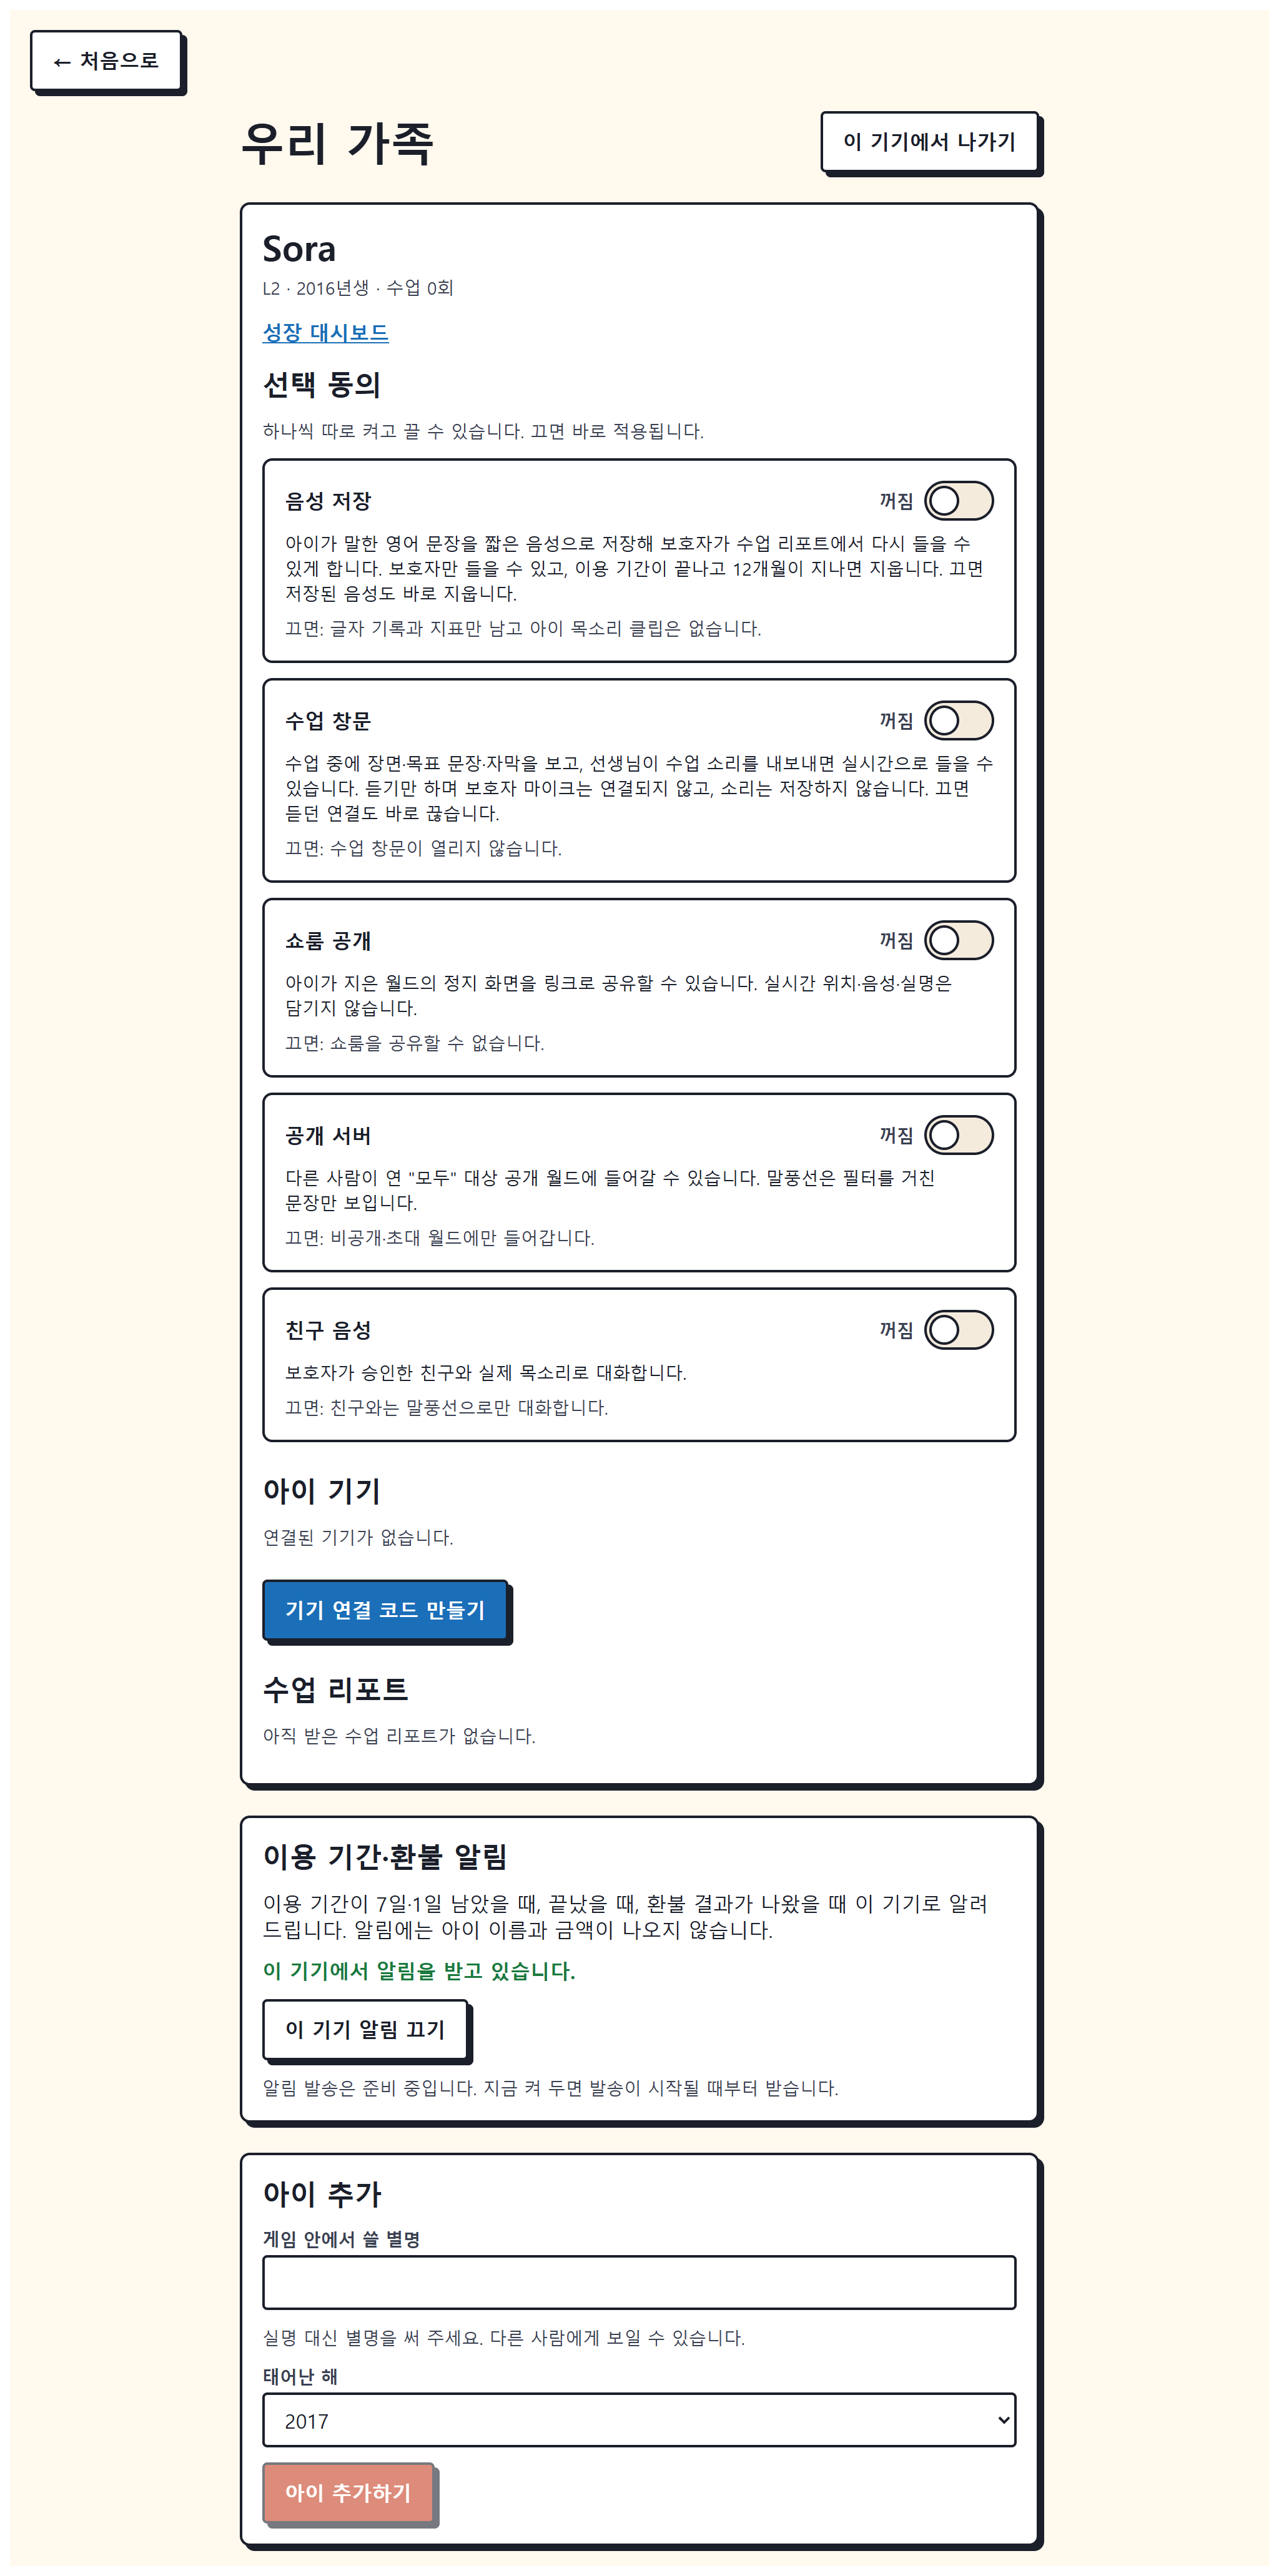 ← 처음으로
우리 가족
이 기기에서 나가기
Sora
L2 · 2016년생 · 수업 0회
성장 대시보드
선택 동의
하나씩 따로 켜고 끌 수 있습니다. 끄면 바로 적용됩니다.
음성 저장
꺼짐
아이가 말한 영어 문장을 짧은 음성으로 저장해 보호자가 수업 리포트에서 다시 들을 수
있게 합니다. 보호자만 들을 수 있고, 이용 기간이 끝나고 12개월이 지나면 지웁니다. 끄면
저장된 음성도 바로 지웁니다.
끄면: 글자 기록과 지표만 남고 아이 목소리 클립은 없습니다.
수업 창문
꺼짐
수업 중에 장면·목표 문장·자막을 보고, 선생님이 수업 소리를 내보내면 실시간으로 들을 수
있습니다. 듣기만 하며 보호자 마이크는 연결되지 않고, 소리는 저장하지 않습니다. 끄면
듣던 연결도 바로 끊습니다.
끄면: 수업 창문이 열리지 않습니다.
쇼룸 공개
꺼짐
아이가 지은 월드의 정지 화면을 링크로 공유할 수 있습니다. 실시간 위치·음성·실명은
담기지 않습니다.
끄면: 쇼룸을 공유할 수 없습니다.
공개 서버
꺼짐
다른 사람이 연 "모두" 대상 공개 월드에 들어갈 수 있습니다. 말풍선은 필터를 거친
문장만 보입니다.
끄면: 비공개·초대 월드에만 들어갑니다.
친구 음성
꺼짐
보호자가 승인한 친구와 실제 목소리로 대화합니다.
끄면: 친구와는 말풍선으로만 대화합니다.
아이 기기
연결된 기기가 없습니다.
기기 연결 코드 만들기
수업 리포트
아직 받은 수업 리포트가 없습니다.
이용 기간·환불 알림
이용 기간이 7일·1일 남았을 때, 끝났을 때, 환불 결과가 나왔을 때 이 기기로 알려
드립니다. 알림에는 아이 이름과 금액이 나오지 않습니다.
이 기기에서 알림을 받고 있습니다.
이 기기 알림 끄기
알림 발송은 준비 중입니다. 지금 켜 두면 발송이 시작될 때부터 받습니다.
아이 추가
게임 안에서 쓸 별명
실명 대신 별명을 써 주세요. 다른 사람에게 보일 수 있습니다.
태어난 해
2017
아이 추가하기